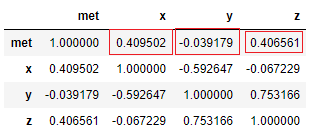 met x y z
met 1.000000 0.409502 -0.039179 0.406561
x 0.409502 1.000000 -0.592647 -0.067229
y -0.039179 -0.592647 1.000000 0.753166
z 0.406561 -0.067229 0.753166 1.000000